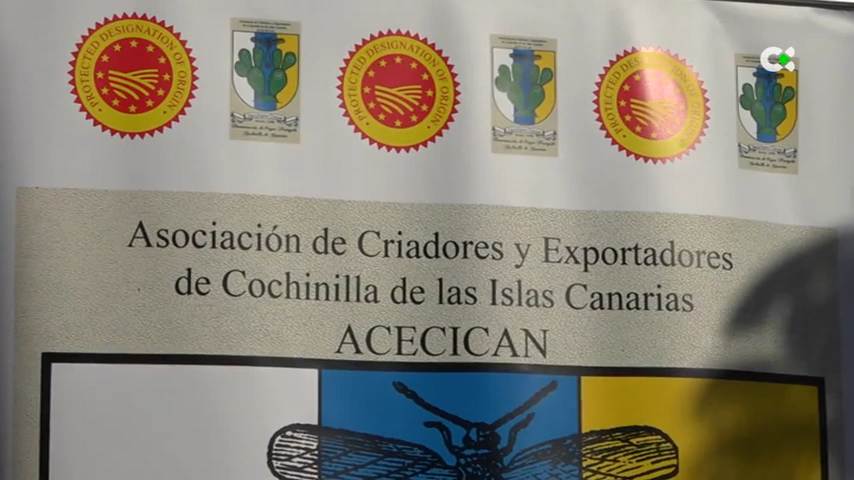 PROTECTED DESIGNATION OF ORIGIN
PROTECTED DESIGNATION OF ORIGIN
PROTECTED DESIGNATION OF ORIGIN
Asociación de Criadores y Exportadores
de Cochinilla de las Islas Canarias
ACECICAN